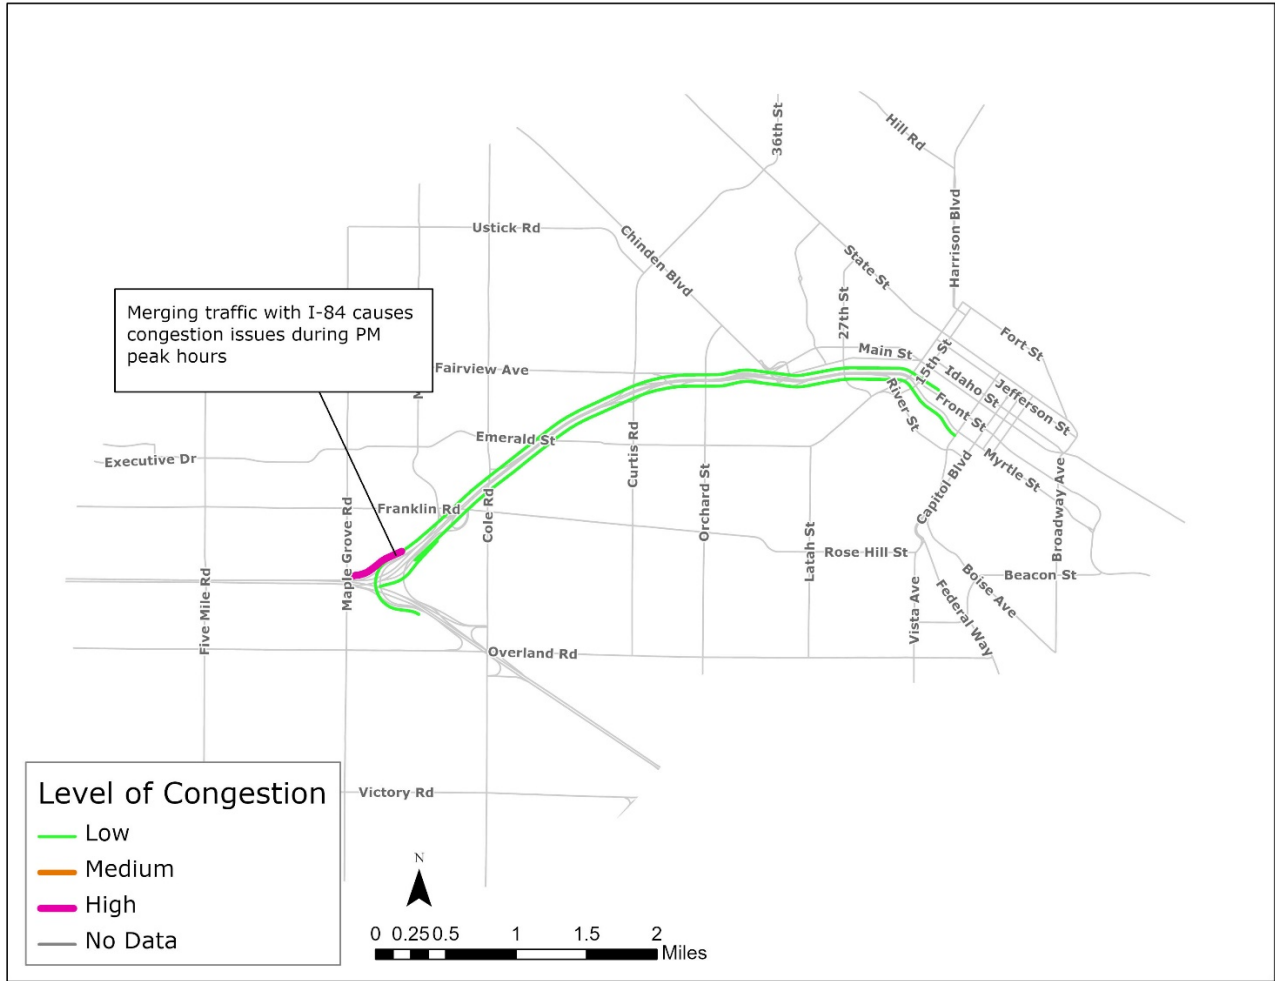 36th St
Hill Rd
Harrison Blvd
Ustick Rd
Chinden Blvd
State St
27th St
Merging traffic with I-84 causes
congestion issues during PM
peak hours
Fort St
Main St
15th St
Fairview Ave
Idaho St
Jefferson St
River St
Front St
Emerald St
Executive Dr
Curtis Rd
Orchard St
Myrtle St
Capitol Blvd
Broadway Ave
Franklin Rd
Cole Rd
Maple Grove Rd
Latah St
Rose Hill St
Five Mile Rd
Vista Ave
Federal Way
Boise Ave
Beacon St
Overland Rd
Victory Rd
Level of Congestion
Low
Medium
High
No Data
N
0 0.25 0.5 1 1.5 2
Miles